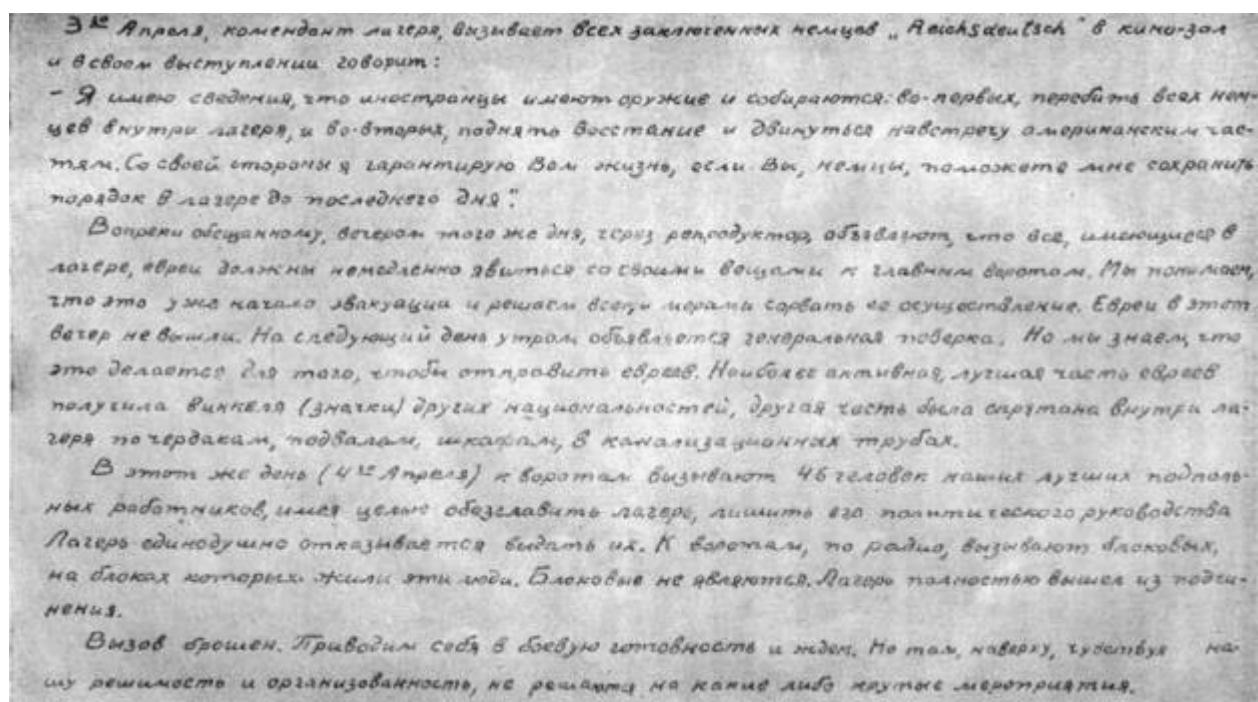 3го Апреля, комендант лагеря, вызывает всех заключенных немцев „Reichsdeutsch“ в кино-зал
и в своем выступлении говорит:
– Я имею сведения, что иностранцы имеют оружие и собираются: во-первых, перебить всех нем-
цев внутри лагеря, и во-вторых, поднять восстание и двинуться навстречу американским час-
тям. Со своей стороны я гарантирую Вам жизнь, если Вы, немцы, поможете мне сохранить
порядок в лагере до последнего дня".
Вопреки обещанному, вечером того же дня, через репродуктор, объявляют, что все, имеющиеся в
лагере, евреи должны немедленно явиться со своими вещами к главным воротам. Мы понимаем,
что это уже начало эвакуации и решаем всеми мерами сорвать ее осуществление. Евреи в этот
вечер не вышли. На следующий день утром объявляется генеральная поверка. Но мы знаем, что
это делается для того, чтобы отправить евреев. Наиболее активная, лучшая часть евреев
получила винкеля (значки) других национальностей, другая часть была спрятана внутри ла-
геря по чердакам, подвалам, шкафам, в канализационных трубах.
В этот же день (4го Апреля) к воротам вызывают 46 человек наших лучших подполь-
ных работников, имея целью обезглавить лагерь, лишить его политического руководства
Лагерь единодушно отказывается выдать их. К воротам, по радио, вызывают блоковых,
на блоках которых жили эти люди. Блоковые не являются. Лагерь полностью вышел из подчи-
нения.
Вызов брошен. Приводим себя в боевую готовность и ждем. Но там, наверху, чувствуя на-
шу решимость и организованность, не решаются на какие либо крутые мероприятия.